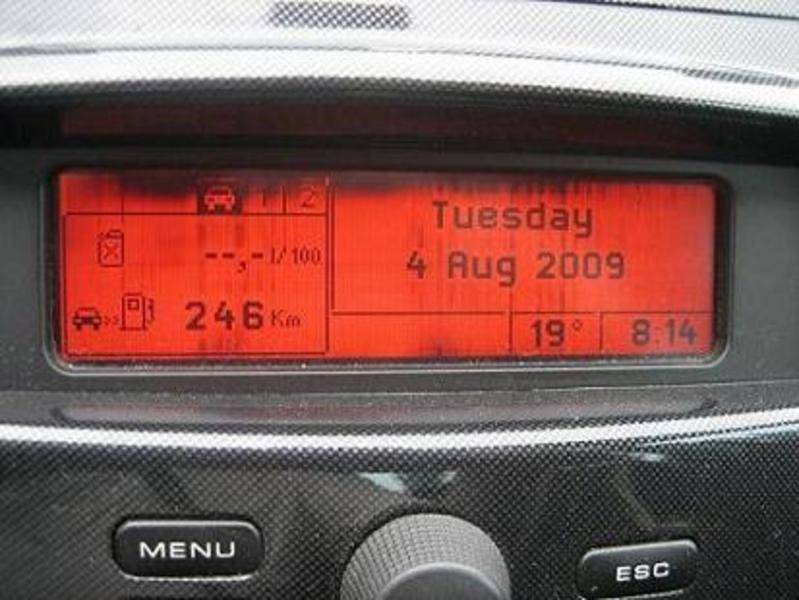 1 2
Tuesday
--,- l/100
4 Aug 2009
246 Km
19° 8:14
MENU
ESC